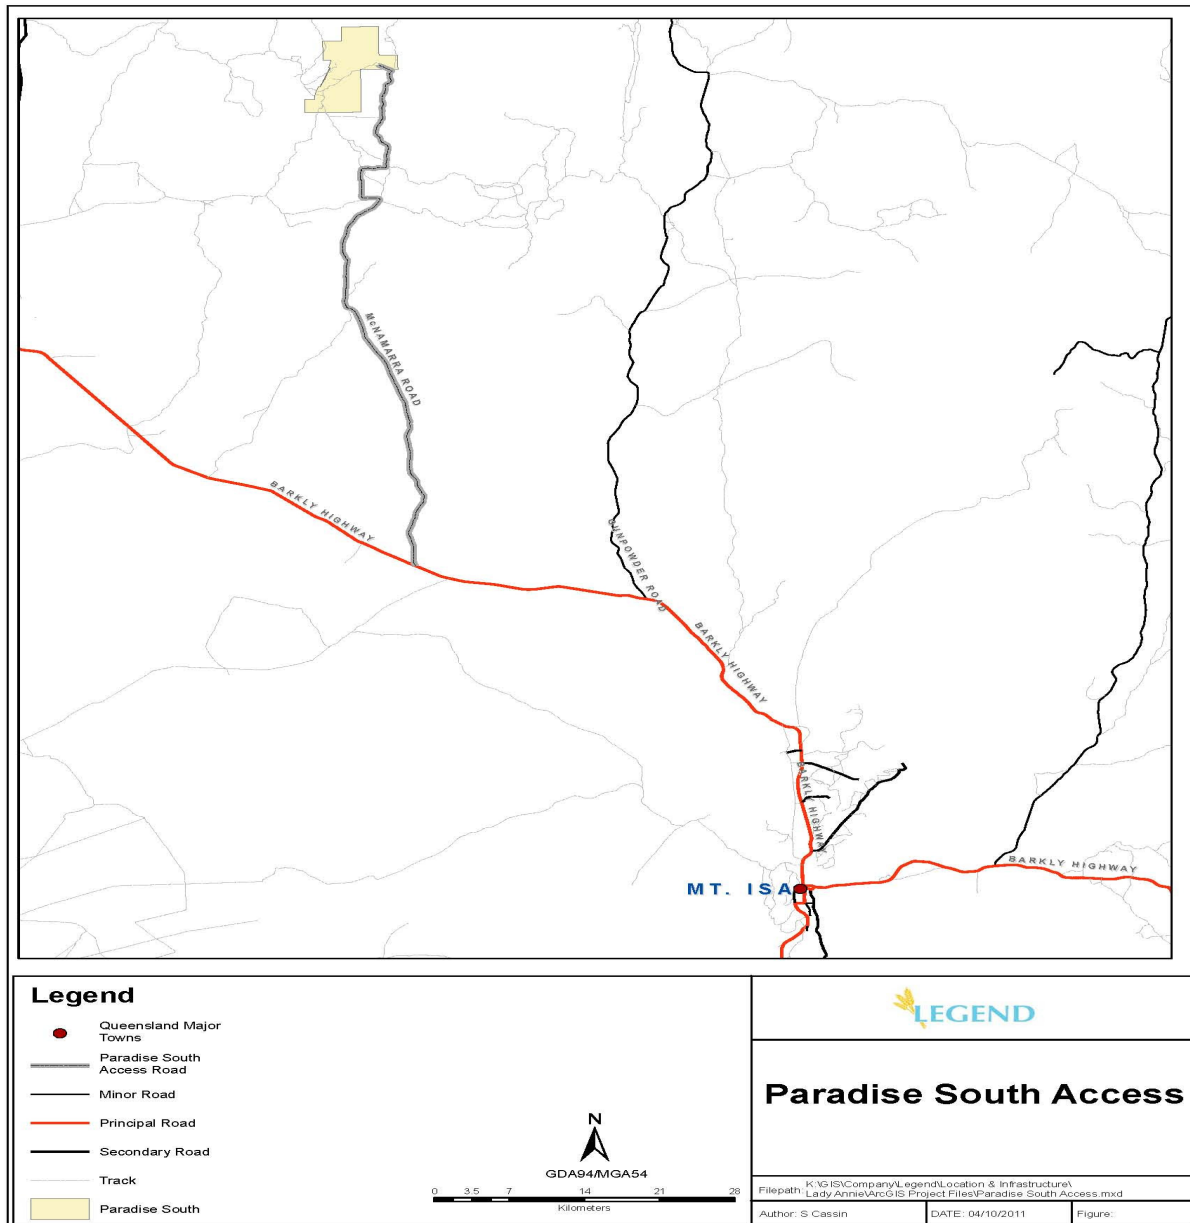 McNAMARRA ROAD
BARKLY HIGHWAY
GUNPOWDER ROAD
BARKLY HIGHWAY
BARKLY HIGHWAY
BARKLY HIGHWAY
MT. ISA
Legend
Queensland Major
Towns
Paradise South
Access Road
Minor Road
Principal Road
Secondary Road
Track
Paradise South
N
GDA94/MGA54
0 3.5 7 14 21 28
Kilometers
LEGEND
Paradise South Access
Filepath: K:\GIS\Company\Legend\Location & Infrastructure\
Lady Annie\ArcGIS Project Files\Paradise South Access.mxd
Author: S Cassin
DATE: 04/10/2011
Figure: